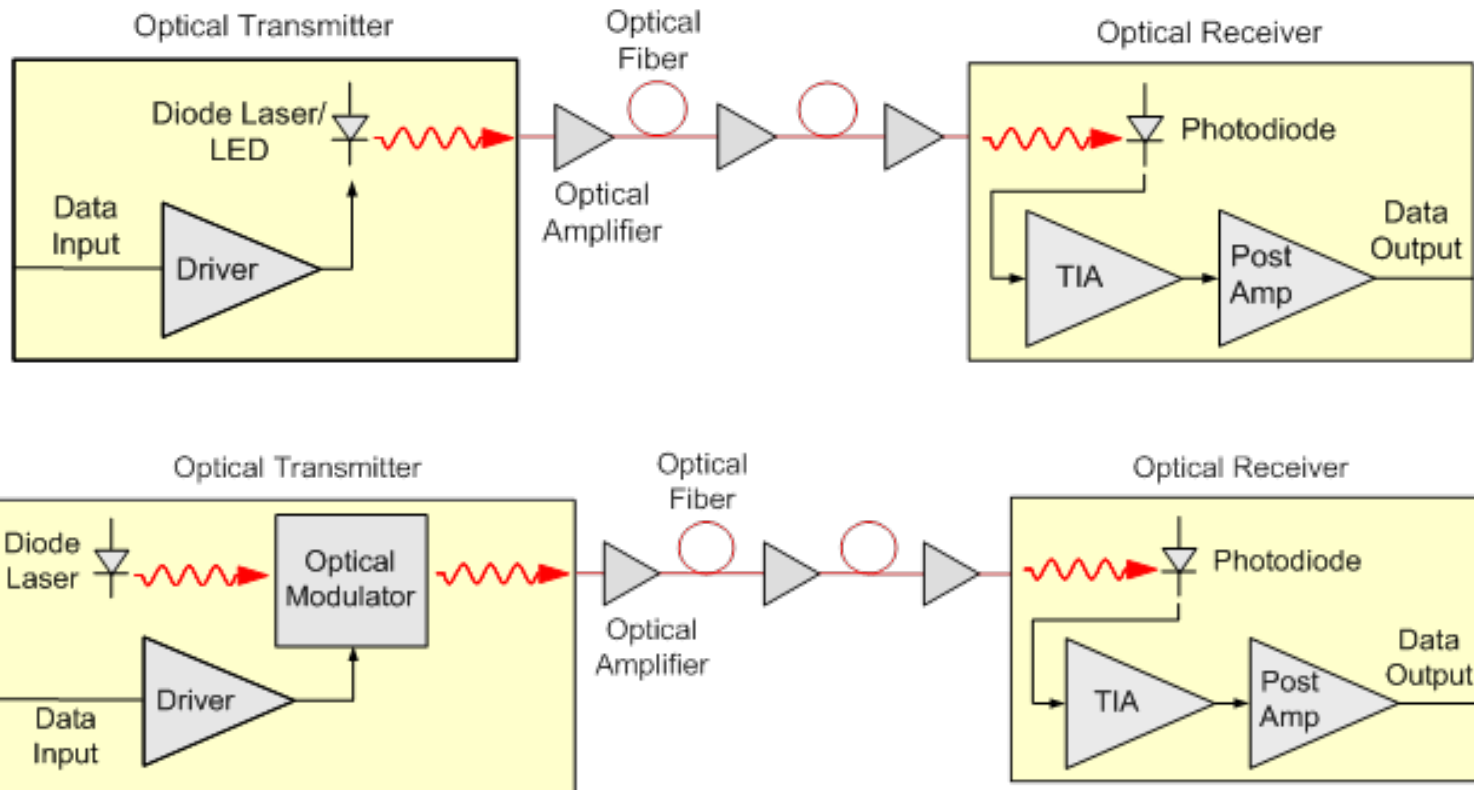 Optical Transmitter
Optical
Fiber
Optical Receiver
Diode Laser/
LED
Photodiode
Optical
Amplifier
Data
Input
Driver
TIA
Post
Amp
Data
Output
Optical Transmitter
Optical
Fiber
Optical Receiver
Diode
Laser
Optical
Modulator
Photodiode
Optical
Amplifier
Driver
Data
Input
TIA
Post
Amp
Data
Output